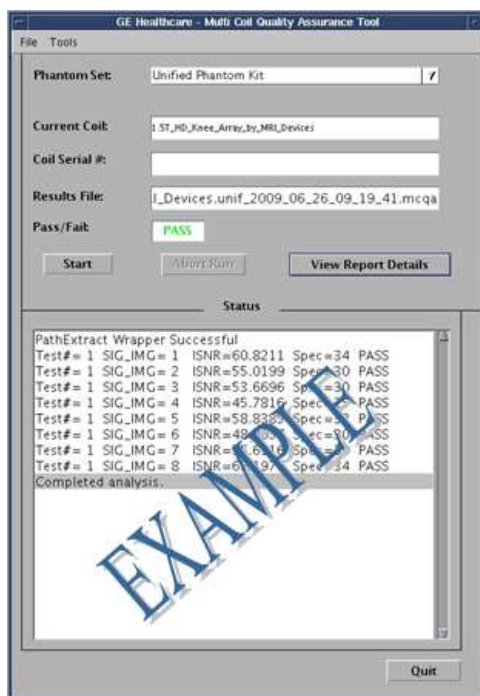 GE Healthcare - Multi Coil Quality Assurance Tool
File Tools
Phantom Set: Unified Phantom Kit
Current Coil: 1.5T_HD_Knee_Array_by_MRI_Devices
Coil Serial #:
Results File: I_Devices.unif_2009_06_26_09_19_41.mcqa
Pass/Fail: PASS
Start Abort Run View Report Details
Status
PathExtract Wrapper Successful
Test#= 1 SIG_IMG= 1 ISNR=60.8211 Spec=34 PASS
Test#= 1 SIG_IMG= 2 ISNR=55.0199 Spec=30 PASS
Test#= 1 SIG_IMG= 3 ISNR=53.6696 Spec=30 PASS
Test#= 1 SIG_IMG= 4 ISNR=45.7816 PASS
Test#= 1 SIG_IMG= 5 PASS
Test#= 1 SIG_IMG= 6 PASS
Test#= 1 SIG_IMG= 7 PASS
Test#= 1 SIG_IMG= 8 PASS
Completed analysis.
EXAMPLE
Quit